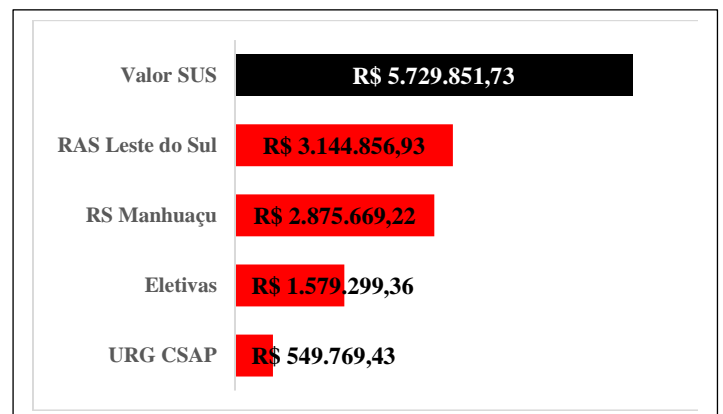 Valor SUS R$ 5.729.851,73
RAS Leste do Sul R$ 3.144.856,93
RS Manhuaçu R$ 2.875.669,22
Eletivas R$ 1.579.299,36
URG CSAP R$ 549.769,43